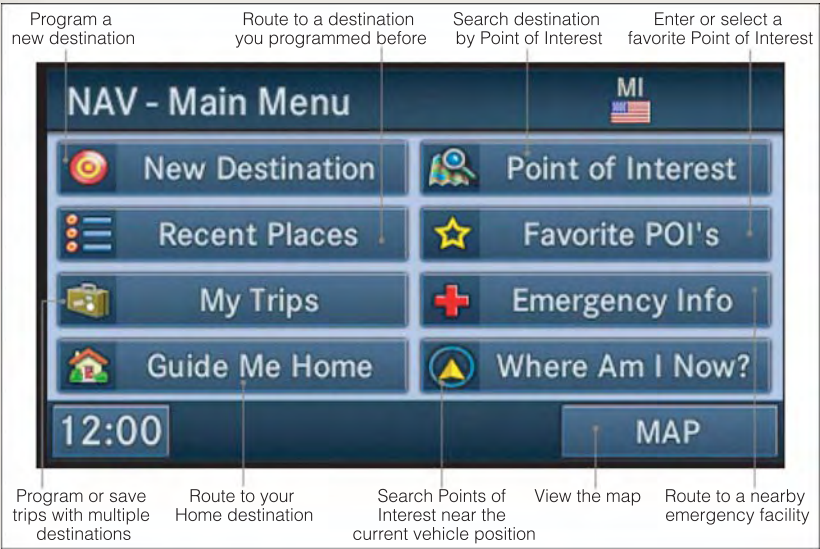 Program a
new destination
Route to a destination
you programmed before
Search destination
by Point of Interest
Enter or select a
favorite Point of Interest
NAV - Main Menu
MI
New Destination
Point of Interest
Recent Places
Favorite POI's
My Trips
Emergency Info
Guide Me Home
Where Am I Now?
12:00
MAP
Program or save
trips with multiple
destinations
Route to your
Home destination
Search Points of
Interest near the
current vehicle position
View the map
Route to a nearby
emergency facility